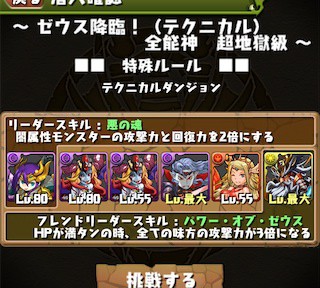 ～ ゼウス降臨！（テクニカル）
全能神　超地獄級 ～
■■　特殊ルール　■■
テクニカルダンジョン
リーダースキル：悪の魂
闇属性モンスターの攻撃力と回復力を2倍にする
Lv.80 Lv.80 Lv.55 Lv.最大 Lv.55 Lv.最大
フレンドリーダースキル：パワー・オブ・ゼウス
HPが満タンの時、全ての味方の攻撃力が3倍になる
挑戦する